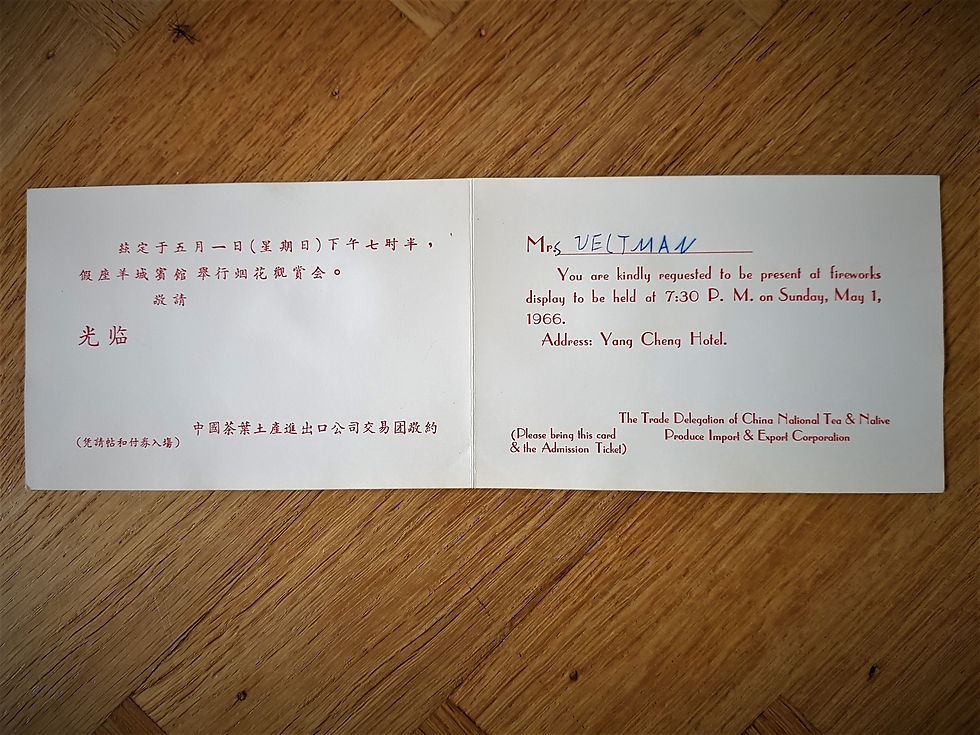 茲定于五月一日(星期日)下午七时半，
假座羊城賓館舉行烟花觀賞会。
敬請
光临
中國茶葉土產進出口公司交易团敬約
(凭請帖和付券入場)
Mrs VELTMAN
You are kindly requested to be present at fireworks
display to be held at 7:30 P. M. on Sunday, May 1,
1966.
Address: Yang Cheng Hotel.
The Trade Delegation of China National Tea & Native
Produce Import & Export Corporation
(Please bring this card
& the Admission Ticket)